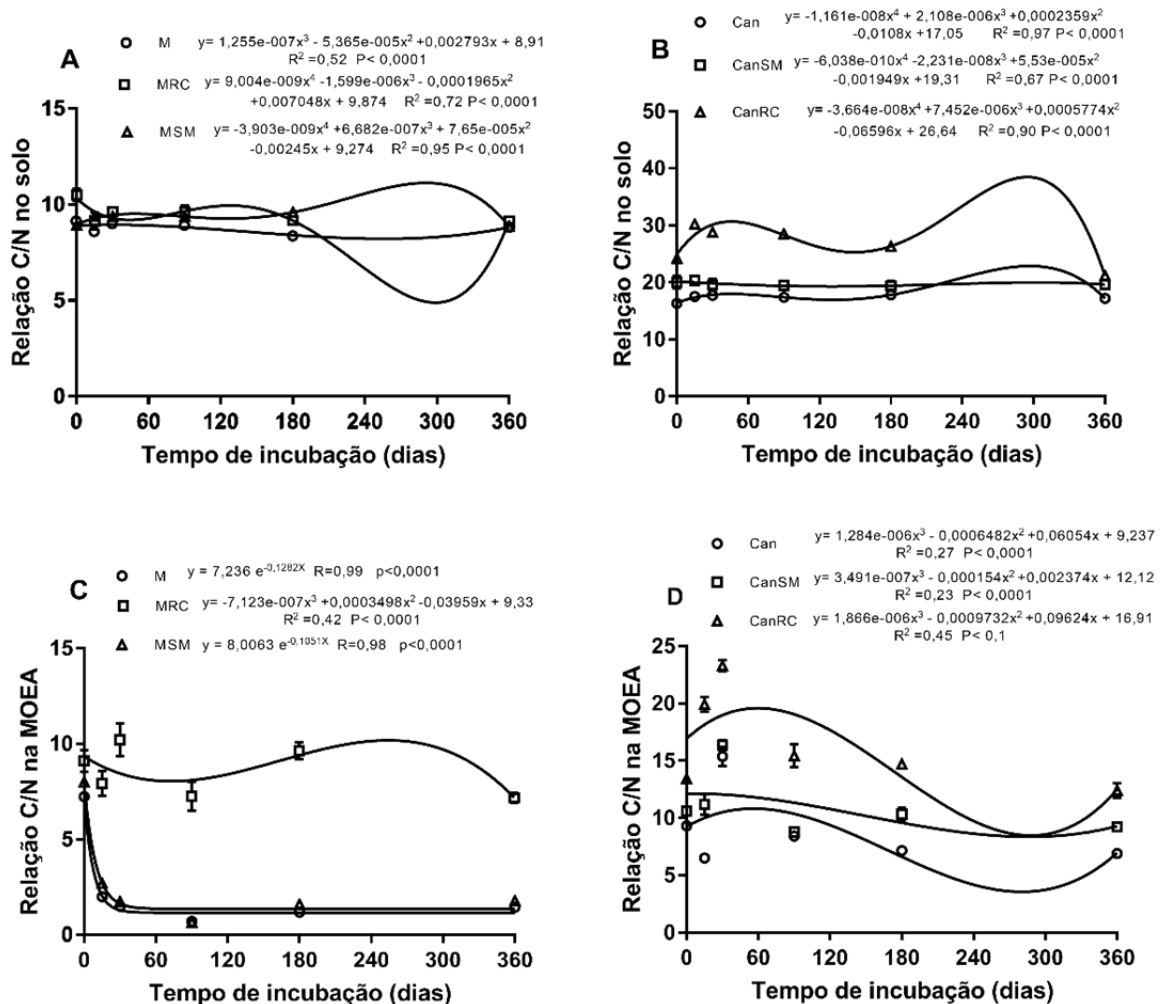 A
M y= 1,255e-007x³ - 5,365e-005x² +0,002793x + 8,91
R² =0,52 P< 0,0001
MRC y= 9,004e-009x⁴ -1,599e-006x³ - 0,0001965x²
+0,007048x + 9,874 R² =0,72 P< 0,0001
MSM y= -3,903e-009x⁴ +6,682e-007x³ + 7,65e-005x²
-0,00245x + 9,274 R² =0,95 P< 0,0001
Relação C/N no solo
15
10
5
0
0 60 120 180 240 300 360
Tempo de incubação (dias)
B
Can y= -1,161e-008x⁴ + 2,108e-006x³ +0,0002359x²
-0,0108x +17,05 R² =0,97 P< 0,0001
CanSM y= -6,038e-010x⁴ -2,231e-008x³ +5,53e-005x²
-0,001949x +19,31 R² =0,67 P< 0,0001
CanRC y= -3,664e-008x⁴ +7,452e-006x³ +0,0005774x²
-0,06596x + 26,64 R² =0,90 P< 0,0001
Relação C/N no solo
50
40
30
20
10
0
0 60 120 180 240 300 360
Tempo de incubação (dias)
C
M y = 7,236 e⁻⁰,¹²⁸²ˣ R=0,99 p<0,0001
MRC y= -7,123e-007x³ +0,0003498x² -0,03959x + 9,33
R² =0,42 P< 0,0001
MSM y = 8,0063 e⁻⁰,¹⁰⁵¹ˣ R=0,98 p<0,0001
Relação C/N na MOEA
15
10
5
0
0 60 120 180 240 300 360
Tempo de incubação (dias)
D
Can y= 1,284e-006x³ - 0,0006482x² +0,06054x + 9,237
R² =0,27 P< 0,0001
CanSM y= 3,491e-007x³ - 0,000154x² +0,002374x + 12,12
R² =0,23 P< 0,0001
CanRC y= 1,866e-006x³ - 0,0009732x² +0,09624x + 16,91
R² =0,45 P< 0,1
Relação C/N na MOEA
25
20
15
10
5
0
0 60 120 180 240 300 360
Tempo de incubação (dias)